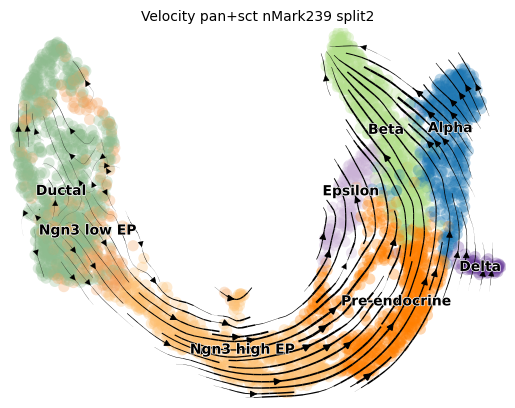 Velocity pan+sct nMark239 split2
Beta
Alpha
Ductal
Epsilon
Ngn3 low EP
Delta
Pre-endocrine
Ngn3 high EP